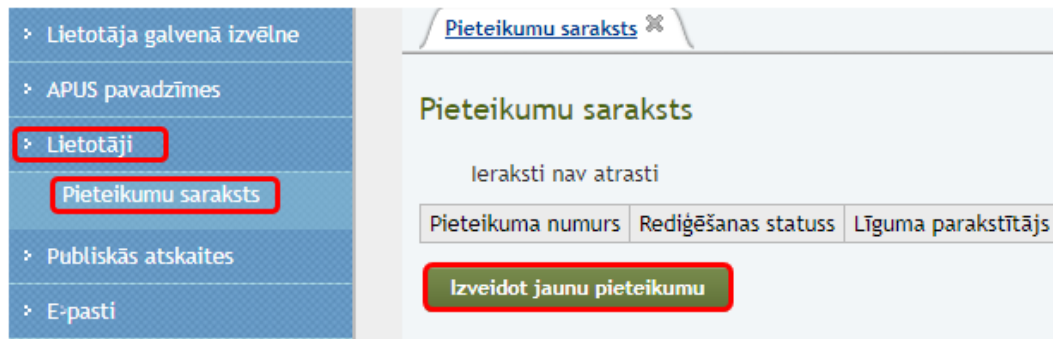 Lietotāja galvenā izvēlne
APUS pavadzīmes
Lietotāji
Pieteikumu saraksts
Publiskās atskaites
E-pasti
Pieteikumu saraksts
Pieteikumu saraksts
Ieraksti nav atrasti
Pieteikuma numurs Rediģēšanas statuss Līguma parakstītājs
Izveidot jaunu pieteikumu